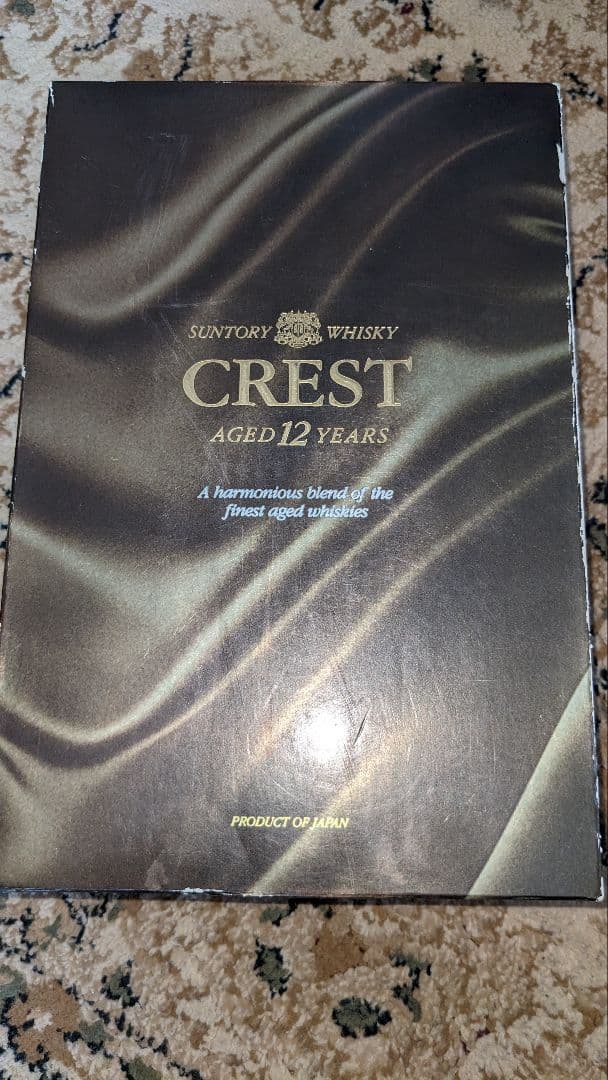 SUNTORY WHISKY
CREST
AGED 12 YEARS
A harmonious blend of the
finest aged whiskies
PRODUCT OF JAPAN